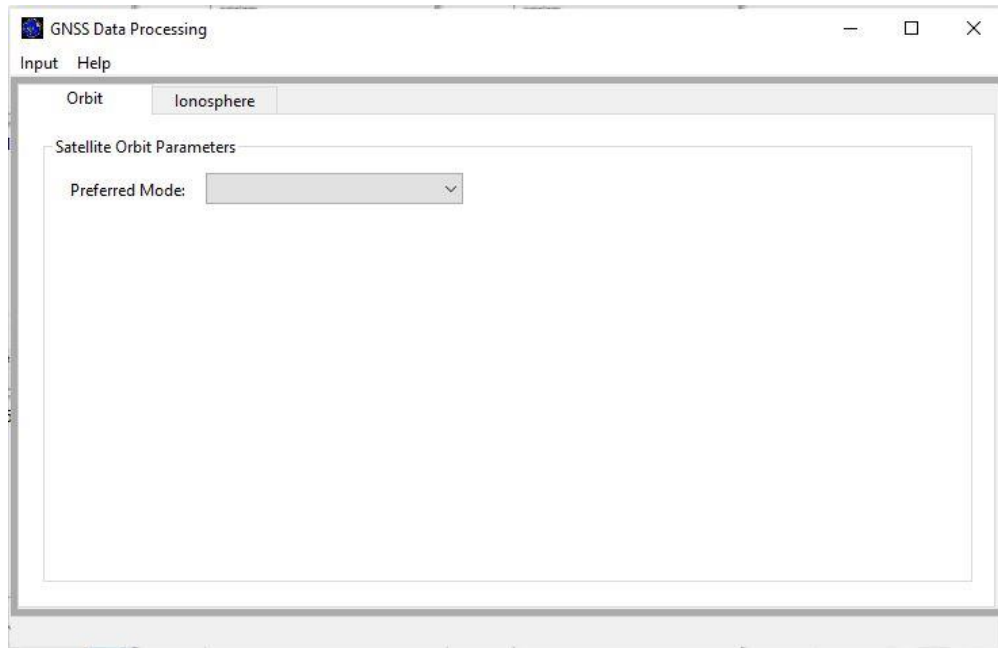 GNSS Data Processing
Input Help
Orbit Ionosphere
Satellite Orbit Parameters
Preferred Mode: